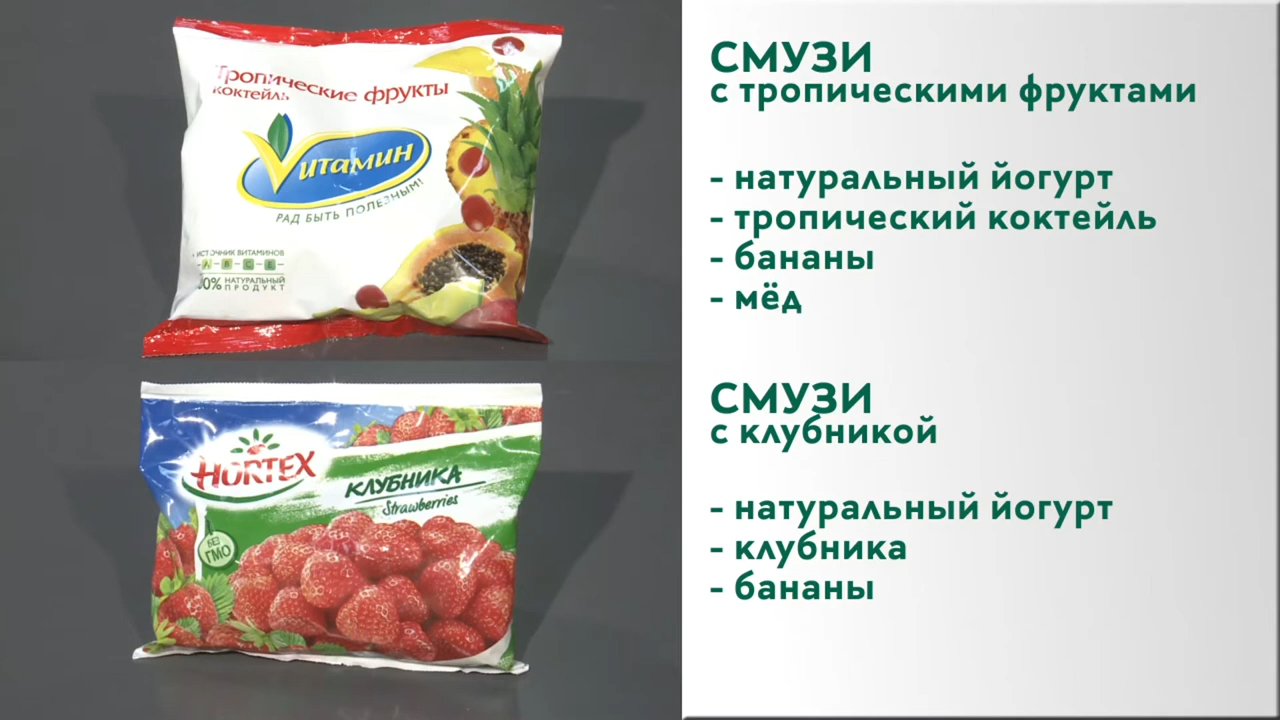 Тропические фрукты
коктейль
Vитамин
РАД БЫТЬ ПОЛЕЗНЫМ!
ИСТОЧНИК ВИТАМИНОВ
A B C E
100% НАТУРАЛЬНЫЙ
ПРОДУКТ
HORTEX
КЛУБНИКА
Strawberries
БЕЗ
ГМО
СМУЗИ
с тропическими фруктами
- натуральный йогурт
- тропический коктейль
- бананы
- мёд
СМУЗИ
с клубникой
- натуральный йогурт
- клубника
- бананы